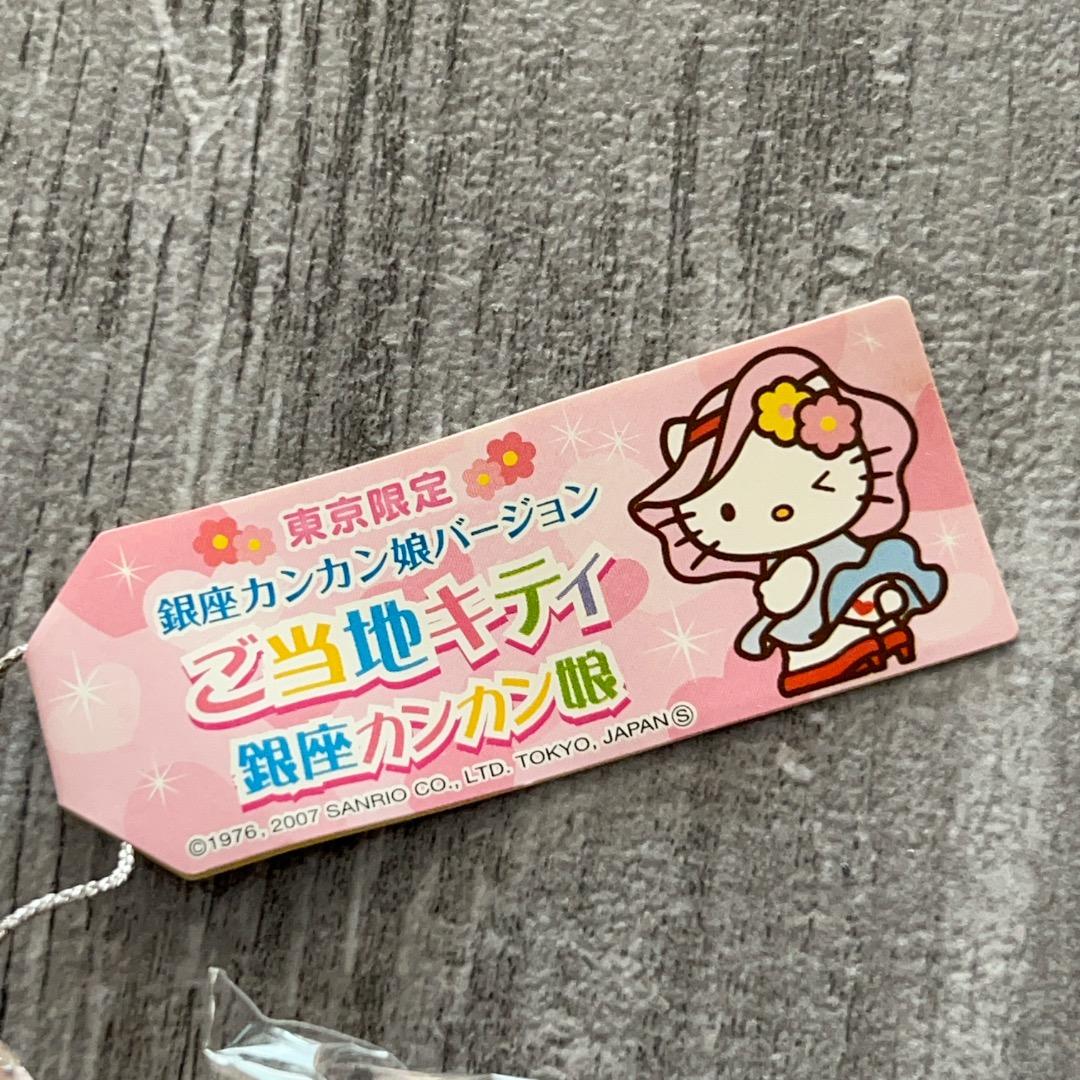 東京限定
銀座カンカン娘バージョン
ご当地キティ
銀座カンカン娘
©1976, 2007 SANRIO CO., LTD. TOKYO, JAPAN Ⓢ